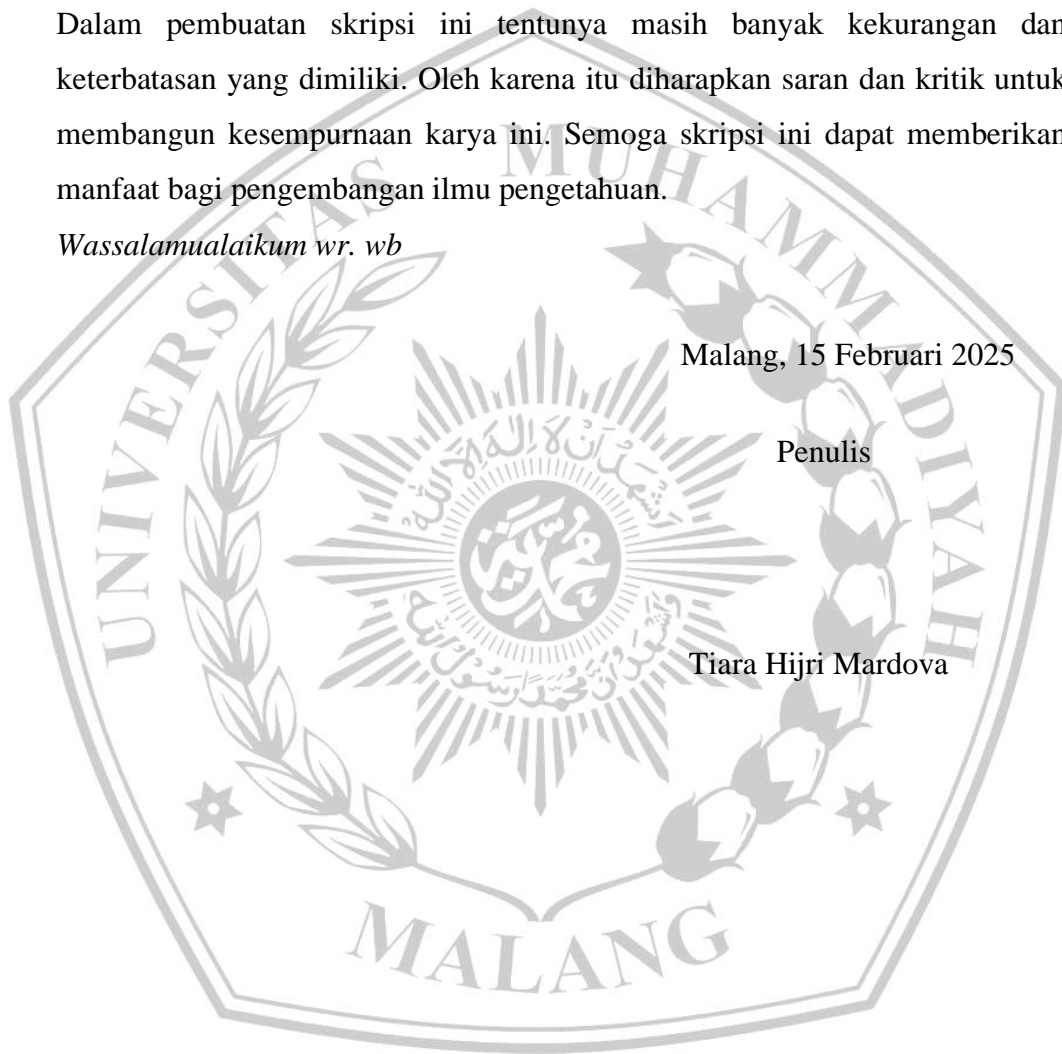 Dalam pembuatan skripsi ini tentunya masih banyak kekurangan dan
keterbatasan yang dimiliki. Oleh karena itu diharapkan saran dan kritik untuk
membangun kesempurnaan karya ini. Semoga skripsi ini dapat memberikan
manfaat bagi pengembangan ilmu pengetahuan.
Wassalamualaikum wr. wb
Malang, 15 Februari 2025
Penulis
Tiara Hijri Mardova
UNIVERSITAS MUHAMMADIYAH
MALANG